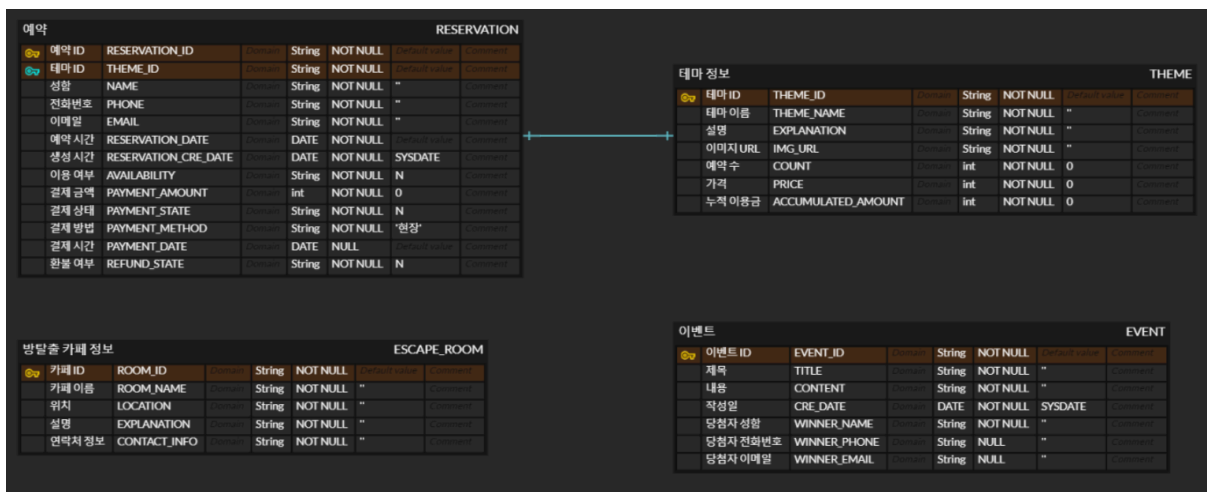 예약 RESERVATION
예약 ID RESERVATION_ID Domain String NOT NULL Default value Comment
테마 ID THEME_ID Domain String NOT NULL Default value Comment
성함 NAME Domain String NOT NULL '' Comment
전화번호 PHONE Domain String NOT NULL '' Comment
이메일 EMAIL Domain String NOT NULL '' Comment
예약 시간 RESERVATION_DATE Domain DATE NOT NULL Default value Comment
생성 시간 RESERVATION_CRE_DATE Domain DATE NOT NULL SYSDATE Comment
이용 여부 AVAILABILITY Domain String NOT NULL N Comment
결제 금액 PAYMENT_AMOUNT Domain int NOT NULL 0 Comment
결제 상태 PAYMENT_STATE Domain String NOT NULL N Comment
결제 방법 PAYMENT_METHOD Domain String NOT NULL '현장' Comment
결제 시간 PAYMENT_DATE Domain DATE NULL Default value Comment
환불 여부 REFUND_STATE Domain String NOT NULL N Comment
테마 정보 THEME
테마 ID THEME_ID Domain String NOT NULL Default value Comment
테마 이름 THEME_NAME Domain String NOT NULL '' Comment
설명 EXPLANATION Domain String NOT NULL '' Comment
이미지 URL IMG_URL Domain String NOT NULL '' Comment
예약 수 COUNT Domain int NOT NULL 0 Comment
가격 PRICE Domain int NOT NULL 0 Comment
누적 이용금 ACCUMULATED_AMOUNT Domain int NOT NULL 0 Comment
방탈출 카페 정보 ESCAPE_ROOM
카페 ID ROOM_ID Domain String NOT NULL Default value Comment
카페 이름 ROOM_NAME Domain String NOT NULL '' Comment
위치 LOCATION Domain String NOT NULL '' Comment
설명 EXPLANATION Domain String NOT NULL '' Comment
연락처 정보 CONTACT_INFO Domain String NOT NULL '' Comment
이벤트 EVENT
이벤트 ID EVENT_ID Domain String NOT NULL Default value Comment
제목 TITLE Domain String NOT NULL '' Comment
내용 CONTENT Domain String NOT NULL '' Comment
작성일 CRE_DATE Domain DATE NOT NULL SYSDATE Comment
당첨자 성함 WINNER_NAME Domain String NOT NULL '' Comment
당첨자 전화번호 WINNER_PHONE Domain String NULL '' Comment
당첨자 이메일 WINNER_EMAIL Domain String NULL '' Comment